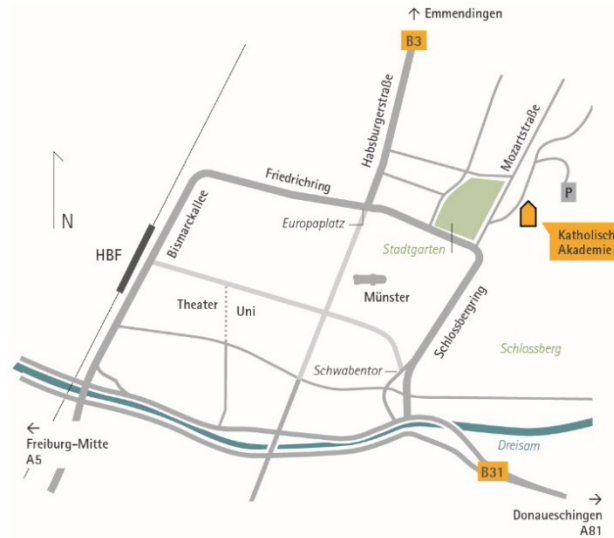 ↑ Emmendingen
B3
Habsburgerstraße
Mozartstraße
Friedrichring
P
N
Bismarckallee
Europaplatz
Stadtgarten
Katholisch
Akademie
HBF
Theater
Uni
Münster
Schlossbergring
Schlossberg
Schwabentor
←
Freiburg-Mitte
A5
Dreisam
B31
→
Donaueschingen
A81